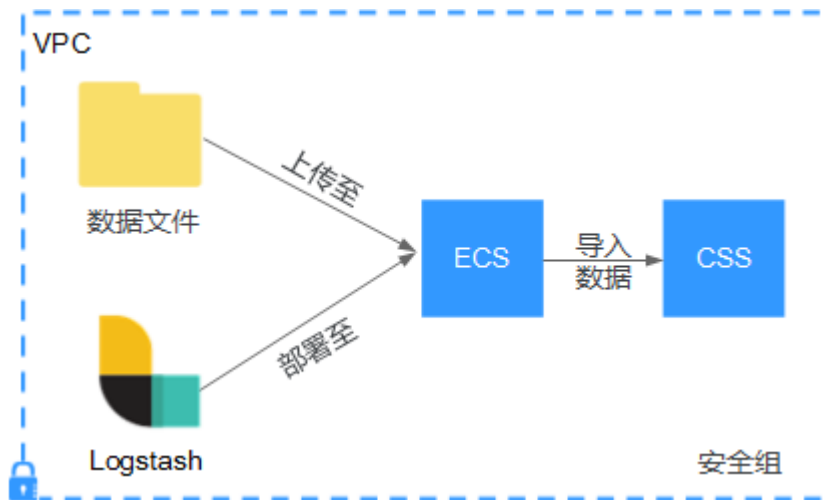 VPC
上传至
数据文件
ECS
导入
数据
CSS
部署至
Logstash
安全组